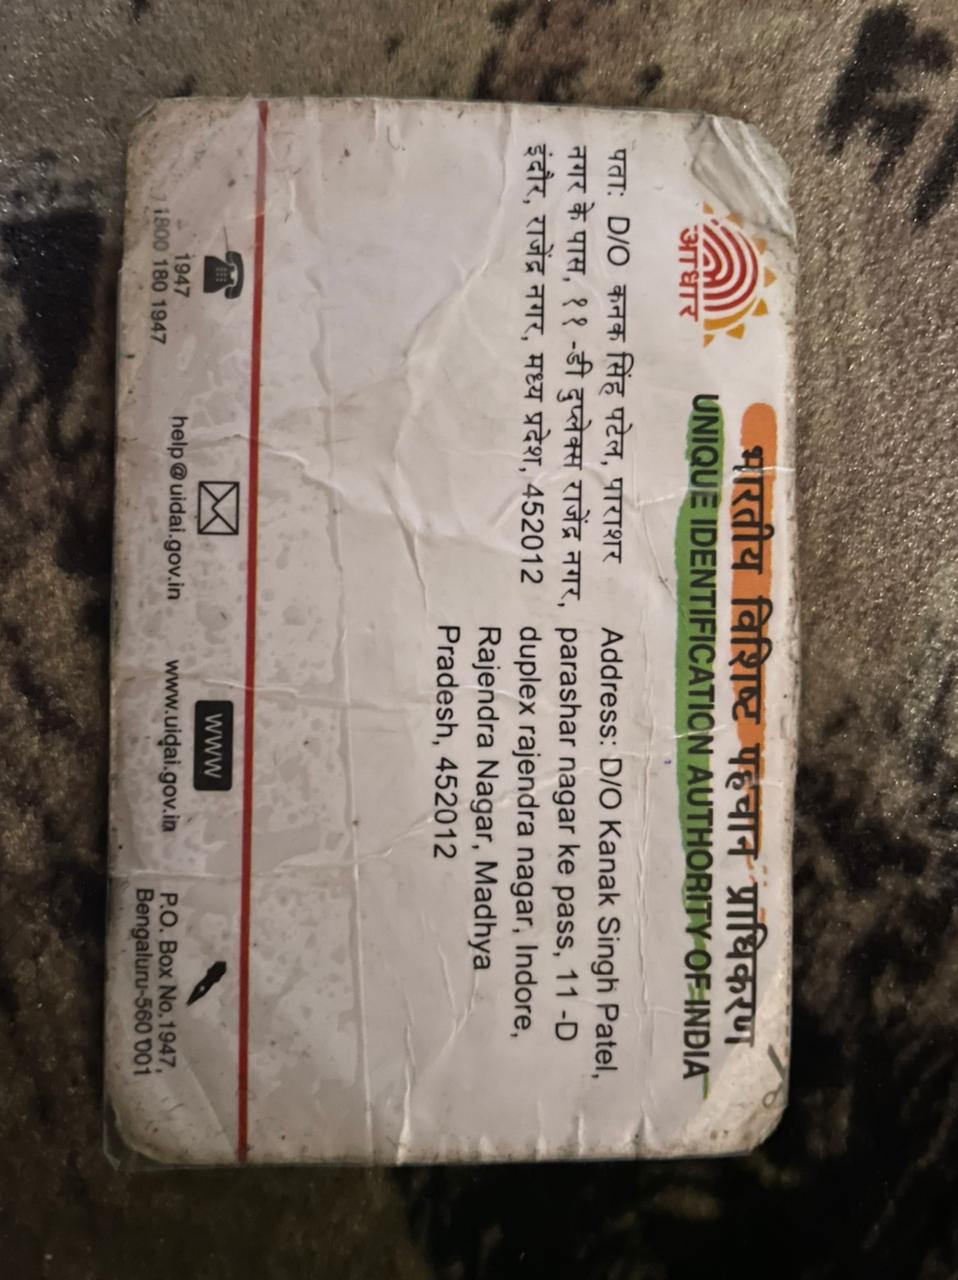 भारतीय विशिष्ट पहचान प्राधिकरण
UNIQUE IDENTIFICATION AUTHORITY OF INDIA
आधार
पता: D/O कनक सिंह पटेल, पाराशर
नगर के पास, ११ -डी दुप्लेक्स राजेंद्र नगर,
इंदौर, राजेंद्र नगर, मध्य प्रदेश, 452012
Address: D/O Kanak Singh Patel,
parashar nagar ke pass, 11 -D
duplex rajendra nagar, Indore,
Rajendra Nagar, Madhya
Pradesh, 452012
1947
1800 180 1947
help@uidai.gov.in
WWW
www.uidai.gov.in
P.O. Box No.1947,
Bengaluru-560 001